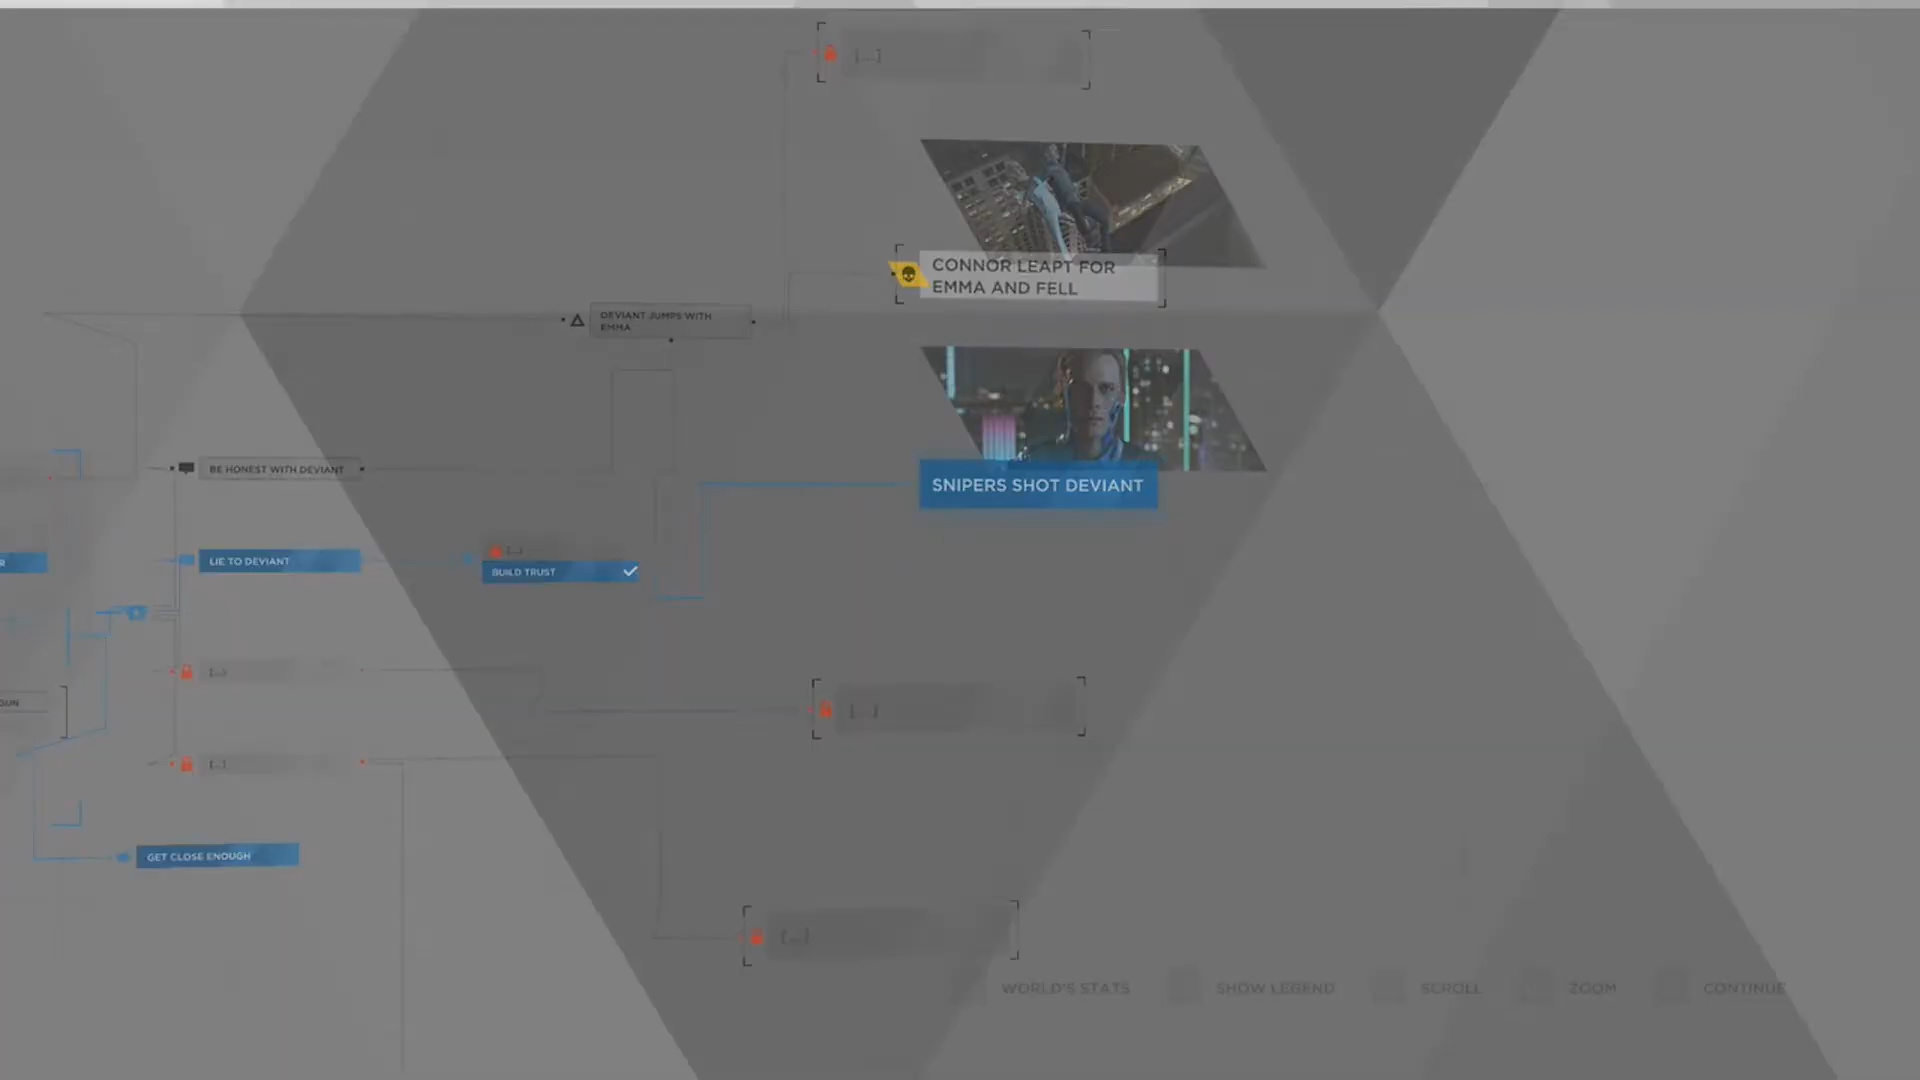 [...]
CONNOR LEAPT FOR
EMMA AND FELL
DEVIANT JUMPS WITH
EMMA
BE HONEST WITH DEVIANT
SNIPERS SHOT DEVIANT
[...]
R
LIE TO DEVIANT
BUILD TRUST
[...]
GUN
[...]
[...]
GET CLOSE ENOUGH
[...]
WORLD'S STATS
SHOW LEGEND
SCROLL
ZOOM
CONTINUE